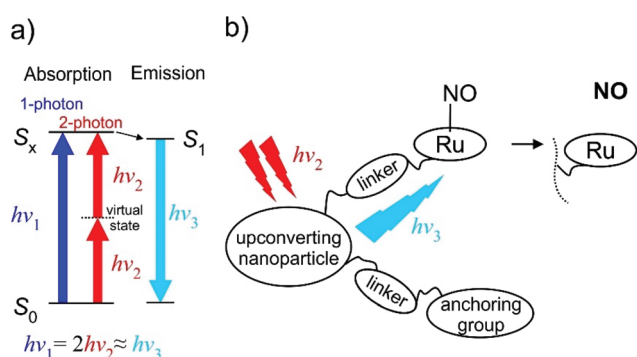 a)
Absorption Emission
1-photon
2-photon
Sx S1
hν2
hν1 virtual state hν3
hν2
S0
hν1 = 2hν2 ≈ hν3
b)
NO
Ru
NO
Ru
hν2
linker
hν3
upconverting
nanoparticle
linker
anchoring
group